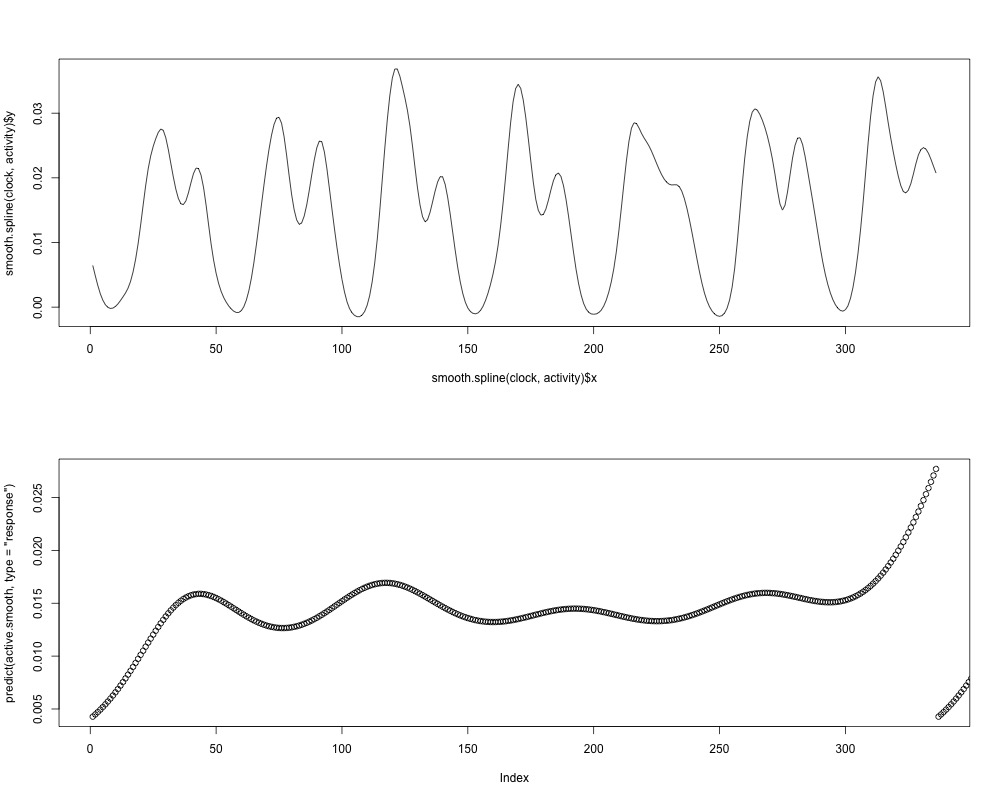 smooth.spline(clock, activity)$y
0.03
0.02
0.01
0.00
0 50 100 150 200 250 300
smooth.spline(clock, activity)$x
predict(active.smooth, type = "response")
0.025
0.020
0.015
0.010
0.005
0 50 100 150 200 250 300
Index